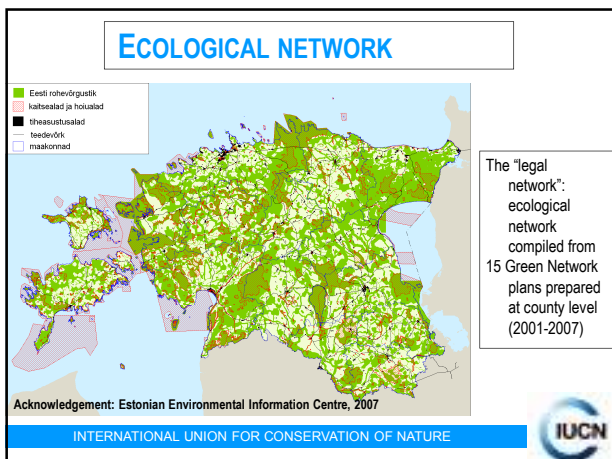 ECOLOGICAL NETWORK
Eesti rohevõrgustik
kaitsealad ja hoiualad
tiheasustusalad
teedevõrk
maakonnad
The “legal
network”:
ecological
network
compiled from
15 Green Network
plans prepared
at county level
(2001-2007)
Acknowledgement: Estonian Environmental Information Centre, 2007
INTERNATIONAL UNION FOR CONSERVATION OF NATURE
IUCN